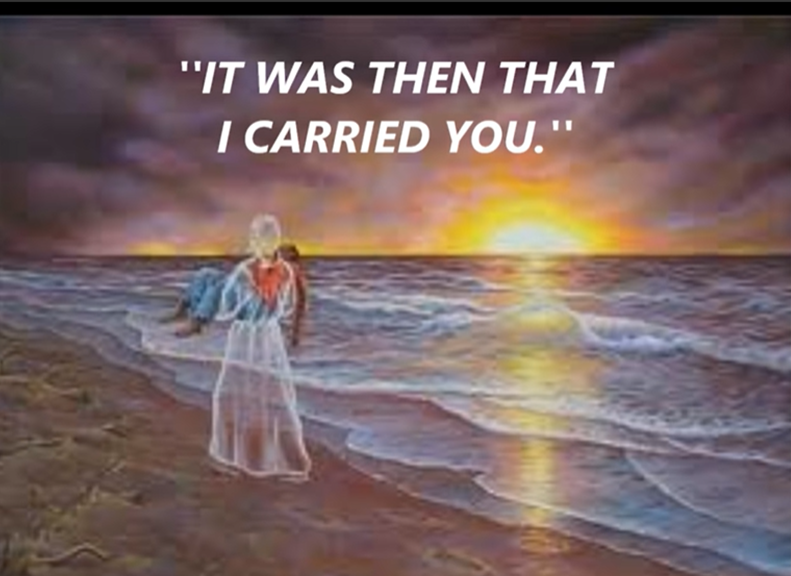 "IT WAS THEN THAT
I CARRIED YOU."